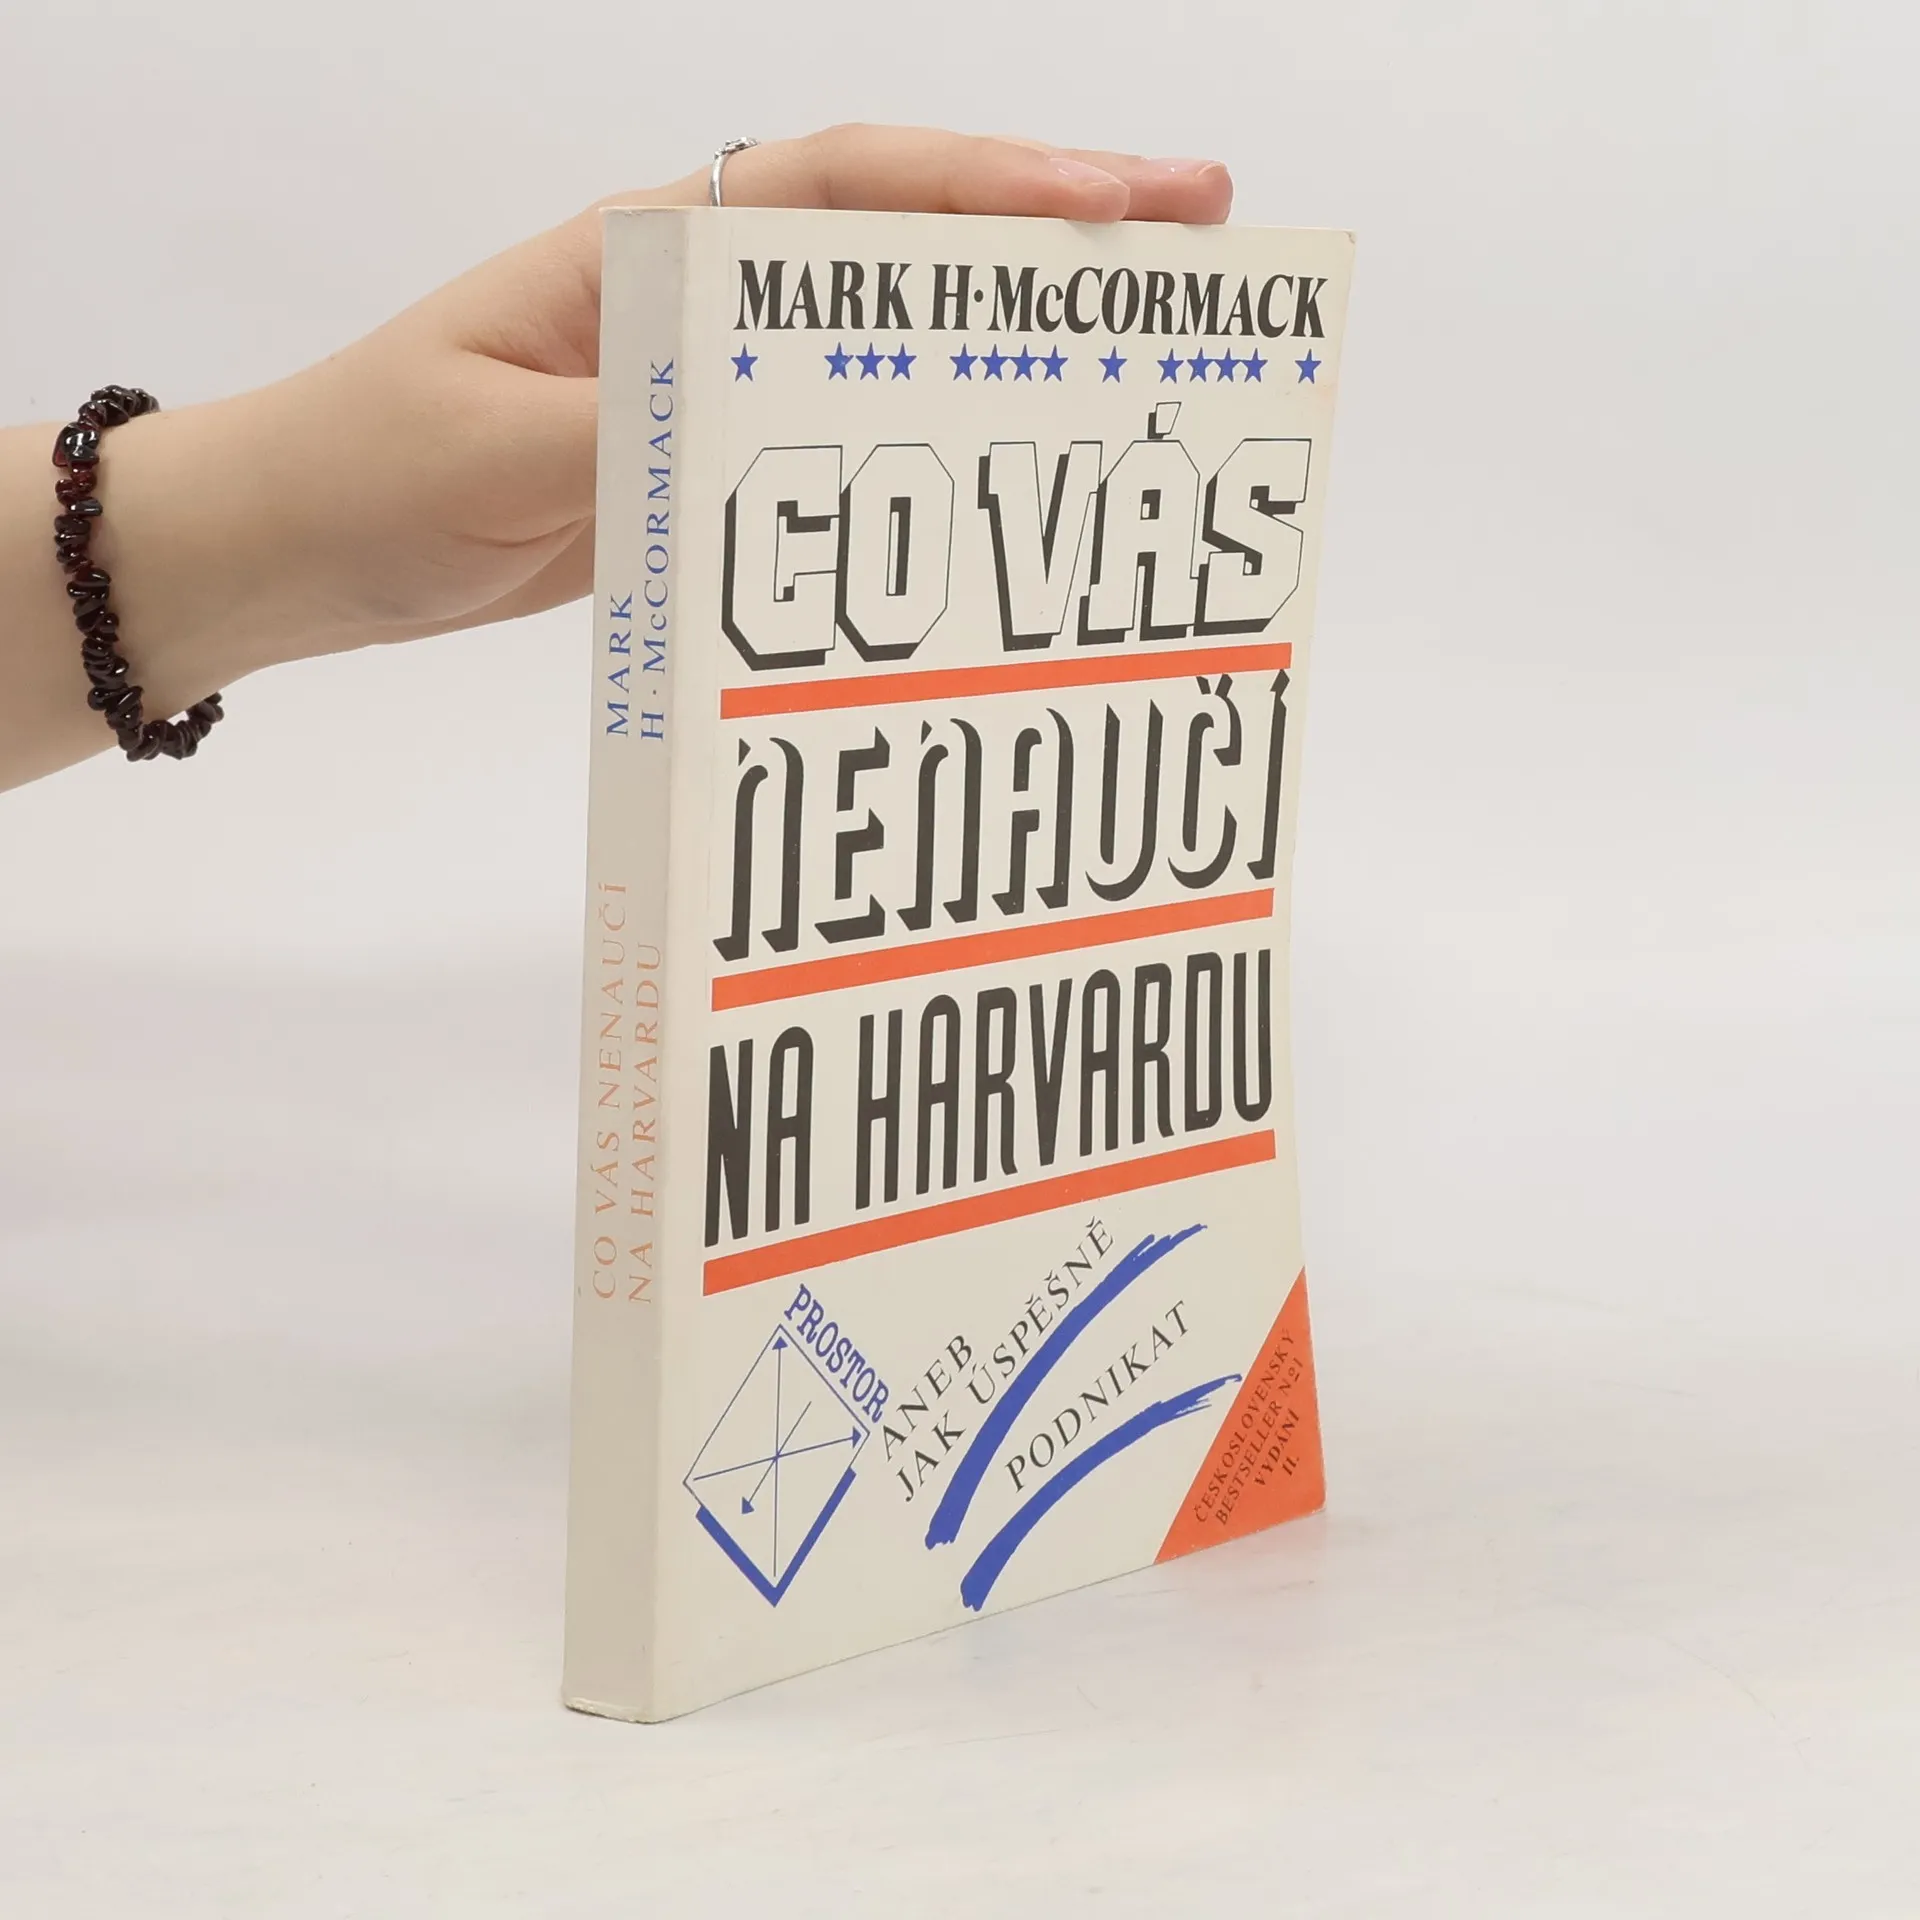 MARK H·McCORMACK
CO VÁS
NENAUČÍ
NA HARVARDU
PROSTOR
ANEB
JAK ÚSPĚŠNĚ
PODNIKAT
ČESKOSLOVENSKÝ
BESTSELLER Nº1
VYDÁNÍ
II.
MARK
H·McCORMACK
CO VÁS NENAUČÍ
NA HARVARDU